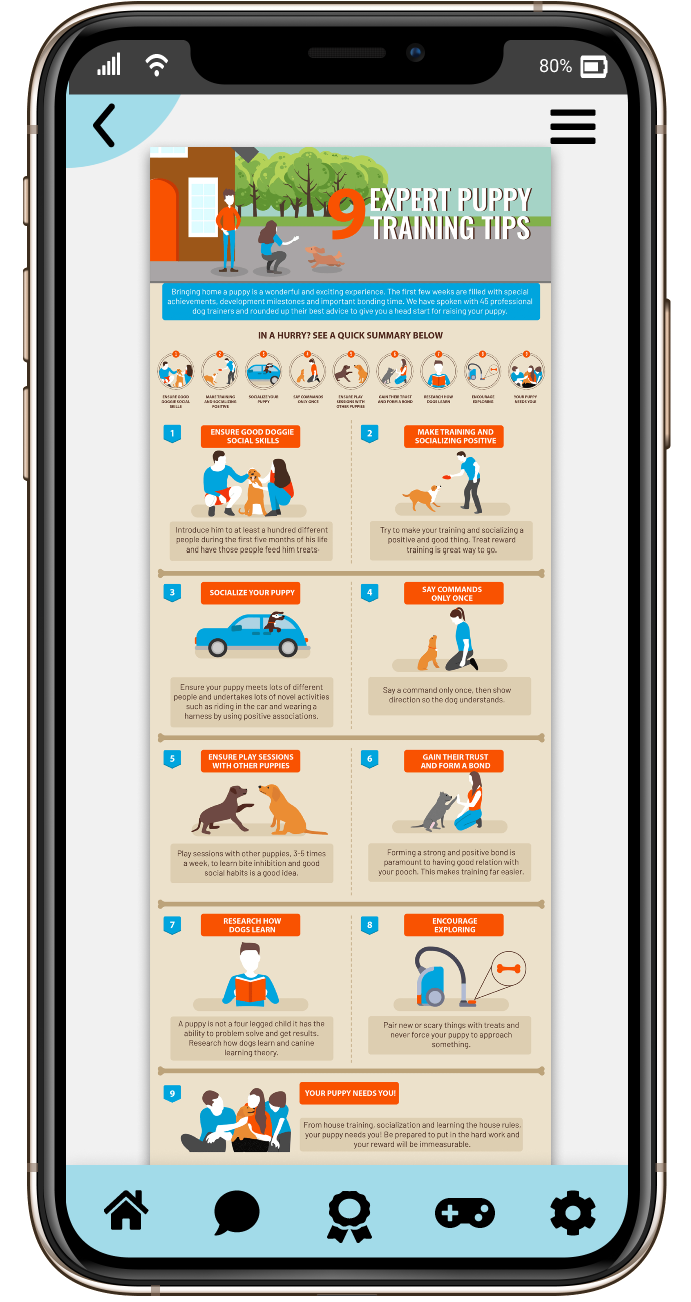 80%
9 EXPERT PUPPY
TRAINING TIPS
Bringing home a puppy is a wonderful and exciting experience. The first few weeks are filled with special
achievements, development milestones and important bonding time. We have spoken with 45 professional
dog trainers and rounded up their best advice to give you a head start for raising your puppy.
IN A HURRY? SEE A QUICK SUMMARY BELOW
1
ENSURE GOOD
DOGGIE SOCIAL
SKILLS
2
MAKE TRAINING
AND SOCIALIZING
POSITIVE
3
SOCIALIZE YOUR
PUPPY
4
SAY COMMANDS
ONLY ONCE
5
ENSURE PLAY
SESSIONS WITH
OTHER PUPPIES
6
GAIN THEIR TRUST
AND FORM A BOND
7
RESEARCH HOW
DOGS LEARN
8
ENCOURAGE
EXPLORING
9
YOUR PUPPY
NEEDS YOU!
1
ENSURE GOOD DOGGIE
SOCIAL SKILLS
Introduce him to at least a hundred different
people during the first five months of his life
and have those people feed him treats.
2
MAKE TRAINING AND
SOCIALIZING POSITIVE
Try to make your training and socializing a
positive and good thing. Treat reward
training is great way to go.
3
SOCIALIZE YOUR PUPPY
Ensure your puppy meets lots of different
people and undertakes lots of novel activities
such as riding in the car and wearing a
harness by using positive associations.
4
SAY COMMANDS
ONLY ONCE
Say a command only once, then show
direction so the dog understands.
5
ENSURE PLAY SESSIONS
WITH OTHER PUPPIES
Play sessions with other puppies, 3-5 times
a week, to learn bite inhibition and good
social habits is a good idea.
6
GAIN THEIR TRUST
AND FORM A BOND
Forming a strong and positive bond is
paramount to having good relation with
your pooch. This makes training far easier.
7
RESEARCH HOW
DOGS LEARN
A puppy is not a four legged child it has the
ability to problem solve and get results.
Research how dogs learn and canine
learning theory.
8
ENCOURAGE
EXPLORING
Pair new or scary things with treats and
never force your puppy to approach
something.
9
YOUR PUPPY NEEDS YOU!
From house training, socialization and learning the house rules,
your puppy needs you! Be prepared to put in the hard work and
your reward will be immeasurable.